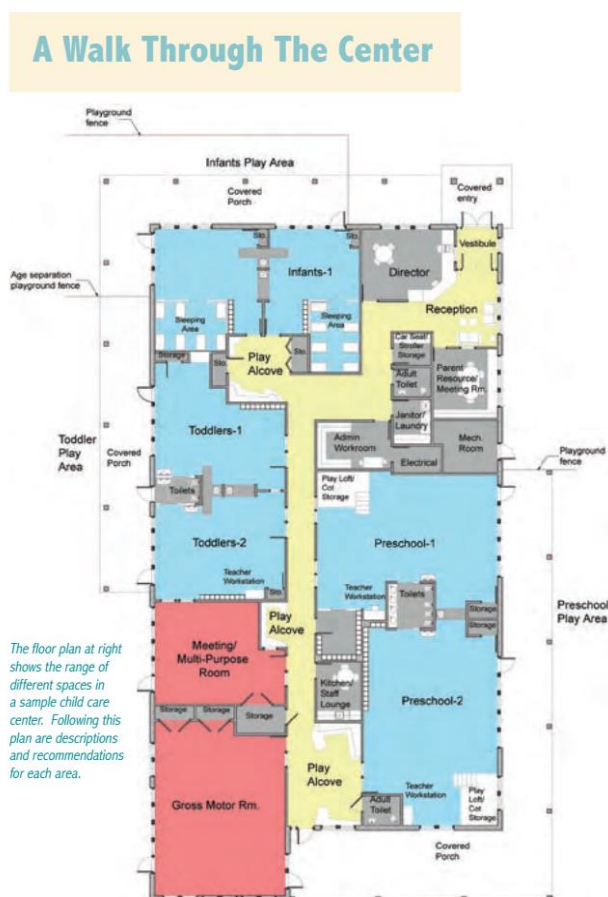 A Walk Through The Center
Playground
fence
Infants Play Area
Covered
Porch
Covered
entry
Sto.
Sto.
Vestibule
Infants-1
Director
Age separation
playground fence
Reception
Sleeping
Area
Sleeping
Area
Car Seat/
Stroller
Storage
Storage
Play
Alcove
Sto.
Sto.
Adult
Toilet
Parent
Resource/
Meeting Rm.
Toddlers-1
Janitor/
Laundry
Toddler
Play
Area
Covered
Porch
Admin
Workroom
Mech.
Room
Electrical
Playground
fence
Play Loft/
Cot
Storage
Toilets
Toddlers-2
Preschool-1
Teacher
Workstation
Sto.
Teacher
Workstation
Toilets
Preschool
Play Area
Storage
Storage
Play
Alcove
The floor plan at right
shows the range of
different spaces in
a sample child care
center. Following this
plan are descriptions
and recommendations
for each area.
Meeting/
Multi-Purpose
Room
Kitchen/
Staff
Lounge
Preschool-2
Storage
Storage
Storage
Play
Alcove
Gross Motor Rm.
Teacher
Workstation
Play
Loft/
Cot
Storage
Adult
Toilet
Covered
Porch